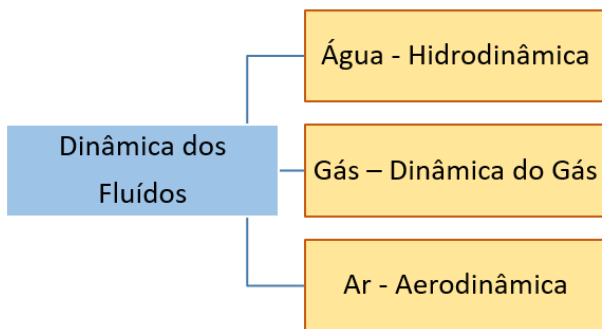 Dinâmica dos
Fluídos
Água - Hidrodinâmica
Gás – Dinâmica do Gás
Ar - Aerodinâmica